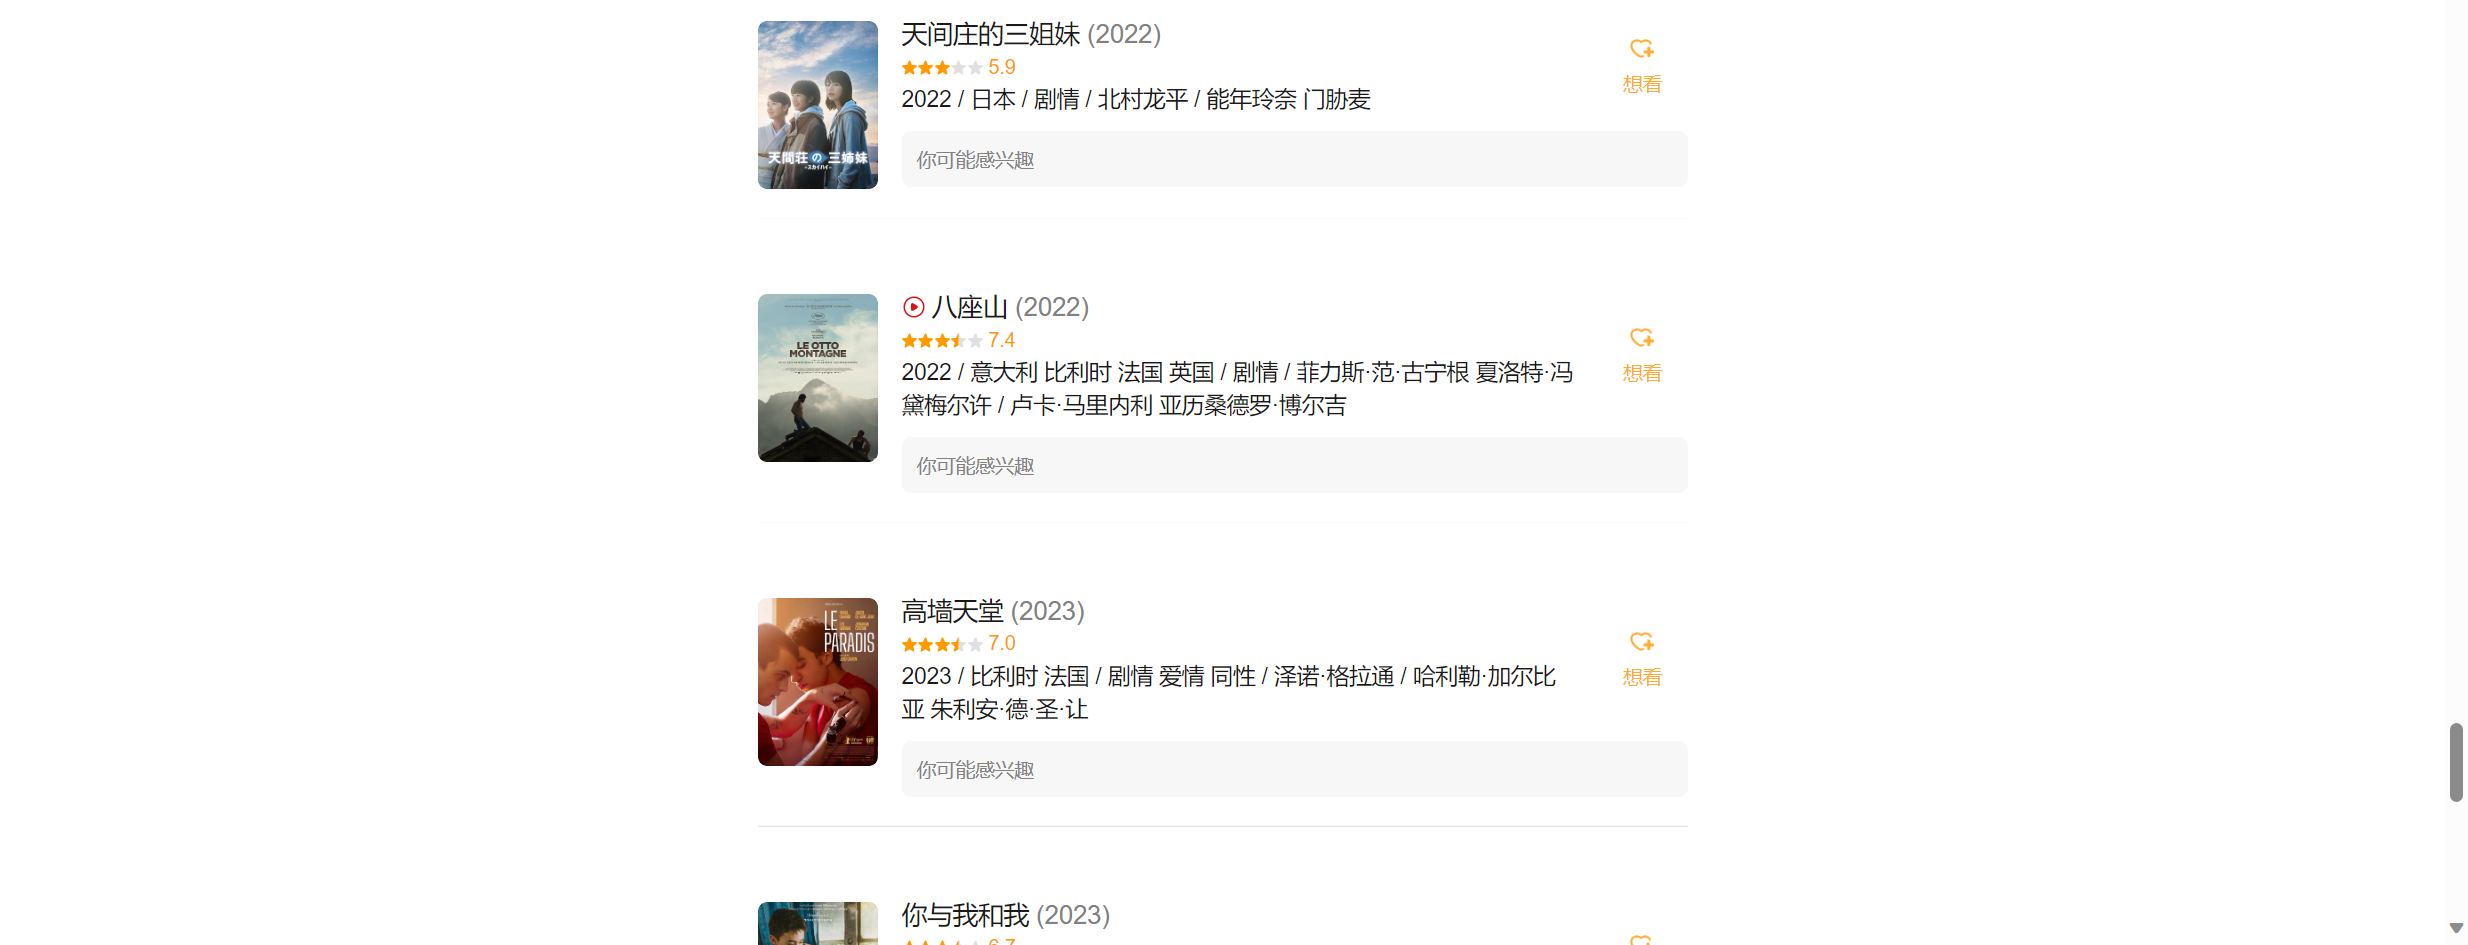 天间庄的三姐妹 (2022)
5.9
想看
2022 / 日本 / 剧情 / 北村龙平 / 能年玲奈 门胁麦
天間荘の三姉妹
-スカイハイ-
你可能感兴趣
八座山 (2022)
7.4
想看
2022 / 意大利 比利时 法国 英国 / 剧情 / 菲力斯·范·古宁根 夏洛特·冯
黛梅尔许 / 卢卡·马里内利 亚历桑德罗·博尔吉
LE OTTO
MONTAGNE
你可能感兴趣
高墙天堂 (2023)
7.0
想看
2023 / 比利时 法国 / 剧情 爱情 同性 / 泽诺·格拉通 / 哈利勒·加尔比
亚 朱利安·德·圣·让
LE
PARADIS
你可能感兴趣
你与我和我 (2023)
6.7